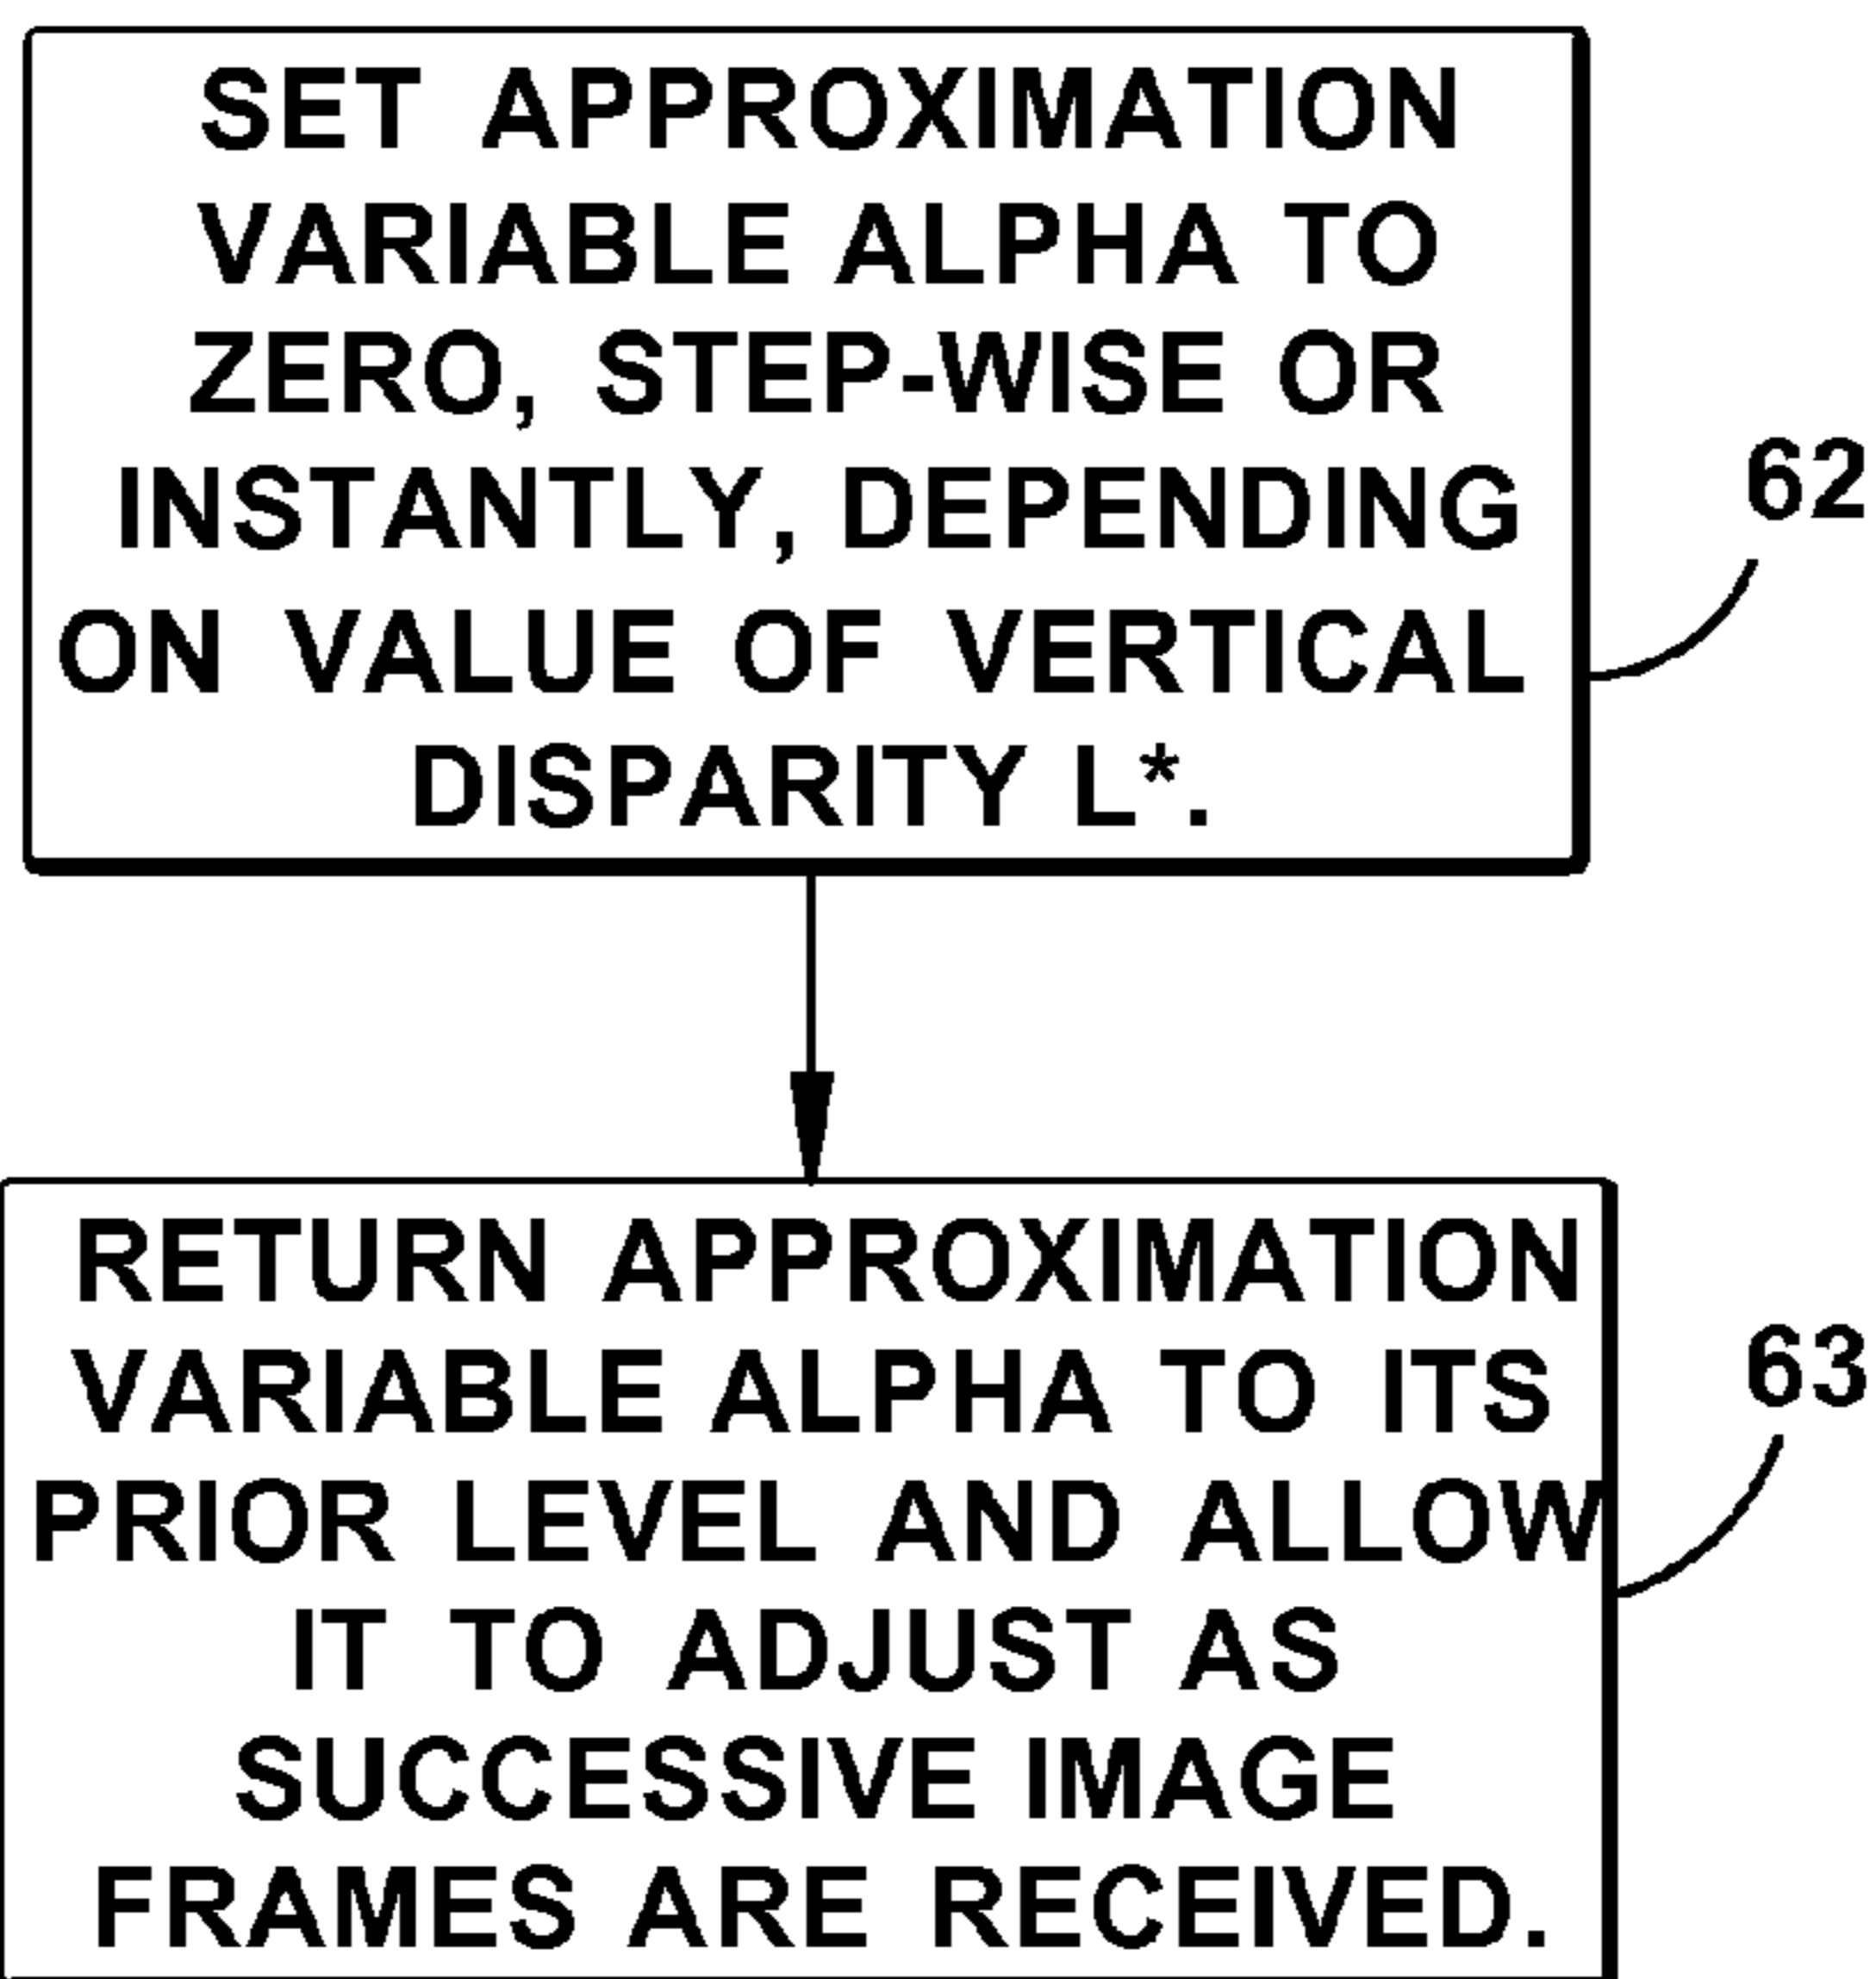 SET APPROXIMATION
VARIABLE ALPHA TO
ZERO, STEP-WISE OR
INSTANTLY, DEPENDING
ON VALUE OF VERTICAL
DISPARITY L*.
62
RETURN APPROXIMATION
VARIABLE ALPHA TO ITS
PRIOR LEVEL AND ALLOW
IT TO ADJUST AS
SUCCESSIVE IMAGE
FRAMES ARE RECEIVED.
63